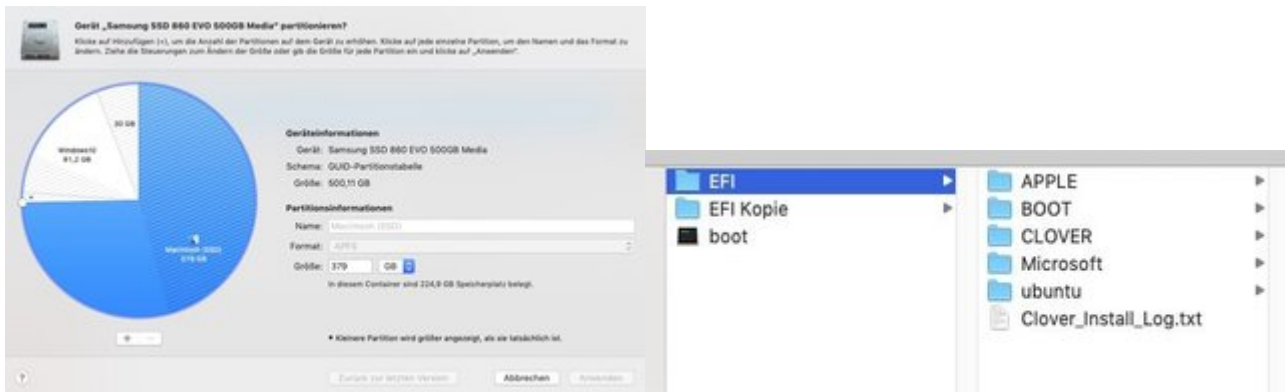 Gerät „Samsung SSD 860 EVO 500GB Media“ partitionieren?
Klicke auf Hinzufügen (+), um die Anzahl der Partitionen auf dem Gerät zu erhöhen. Klicke auf jede einzelne Partition, um den Namen und das Format zu
ändern. Ziehe die Steuerungen zum Ändern der Größe oder gib die Größe für jede Partition ein und klicke auf „Anwenden“.
30 GB
91,2 GB
Macintosh (SSD)
379 GB
Geräteinformationen
Gerät: Samsung SSD 860 EVO 500GB Media
Schema: GUID-Partitionstabelle
Größe: 500,11 GB
Partitionsinformationen
Name: Macintosh (SSD)
Format: APFS
Größe: 379 GB
In diesem Container sind 224,9 GB Speicherplatz belegt.
* Kleinere Partition wird größer angezeigt, als sie tatsächlich ist.
+ −
?
Zurück zur letzten Version
Abbrechen
Anwenden
EFI
EFI Kopie
boot
APPLE
BOOT
CLOVER
Microsoft
ubuntu
Clover_Install_Log.txt